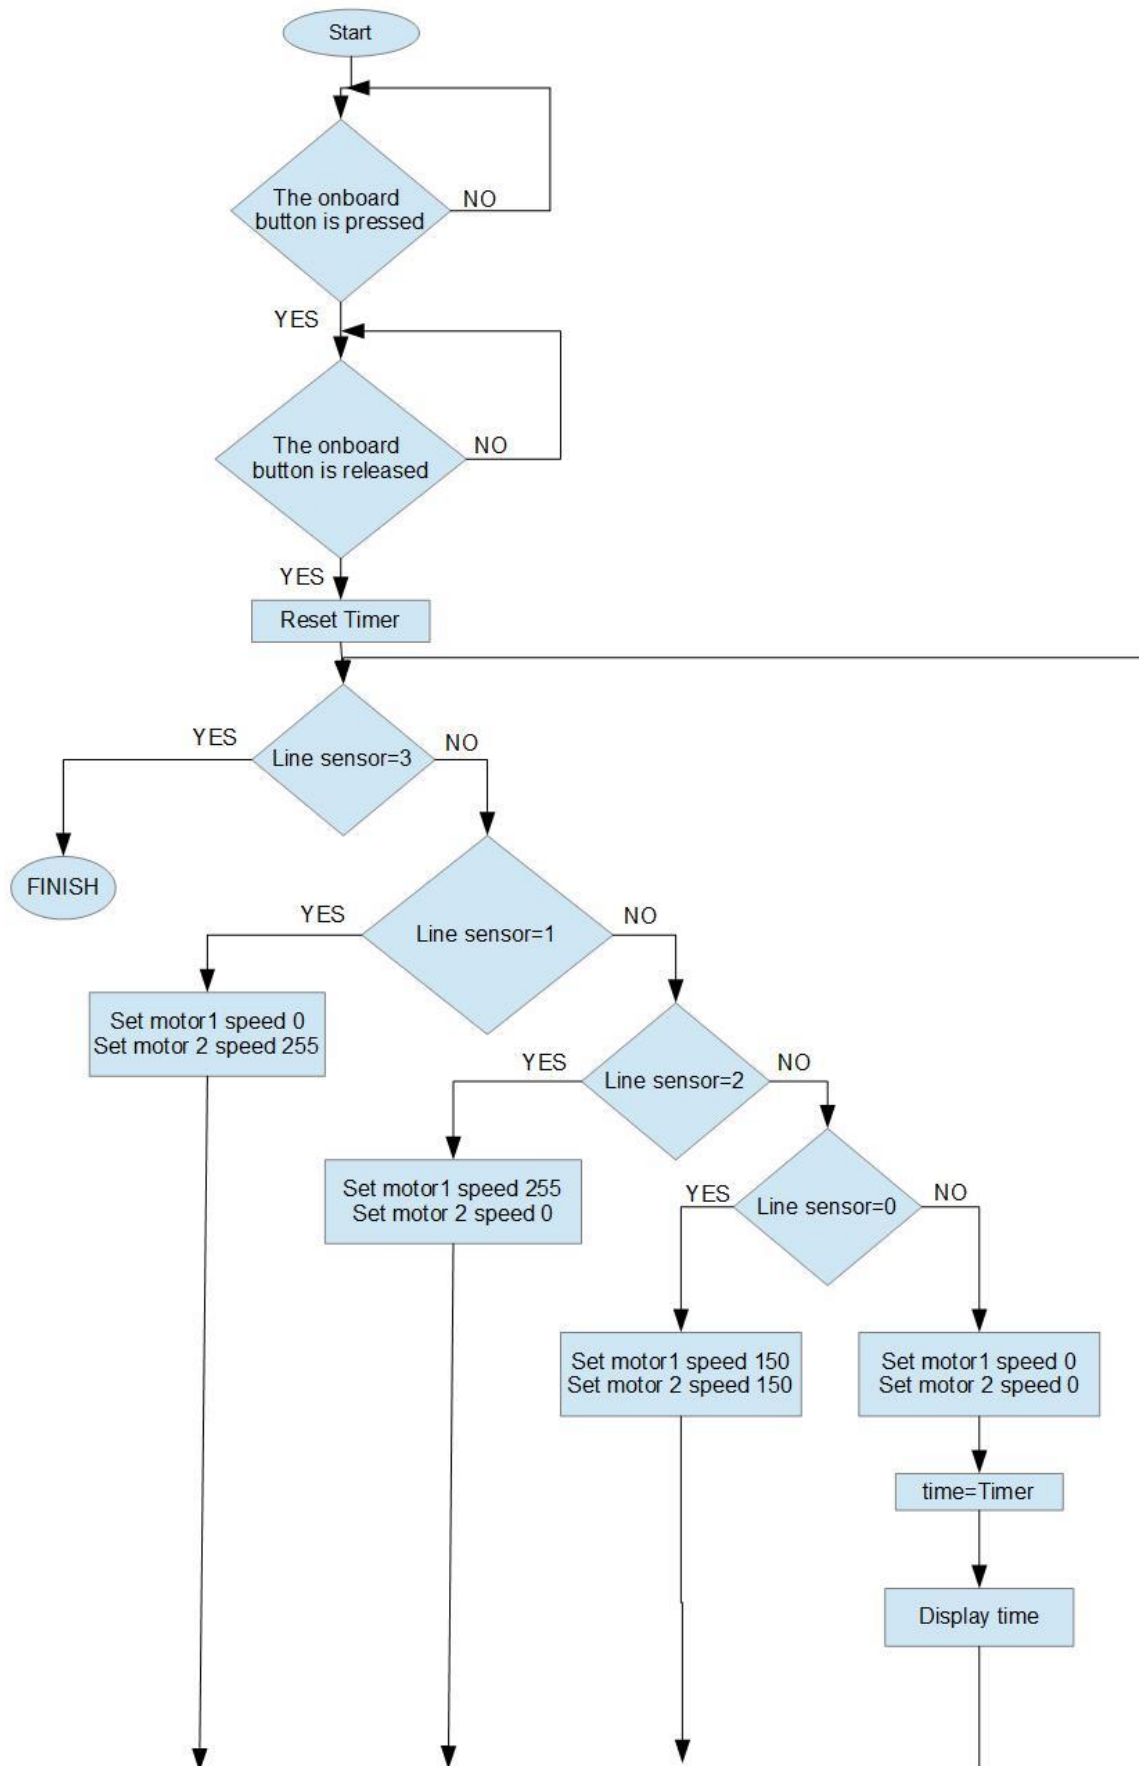 Start
The onboard
button is pressed
NO
YES
The onboard
button is released
NO
YES
Reset Timer
YES
Line sensor=3
NO
FINISH
YES
Line sensor=1
NO
Set motor1 speed 0
Set motor 2 speed 255
YES
Line sensor=2
NO
Set motor1 speed 255
Set motor 2 speed 0
YES
Line sensor=0
NO
Set motor1 speed 150
Set motor 2 speed 150
Set motor1 speed 0
Set motor 2 speed 0
time=Timer
Display time